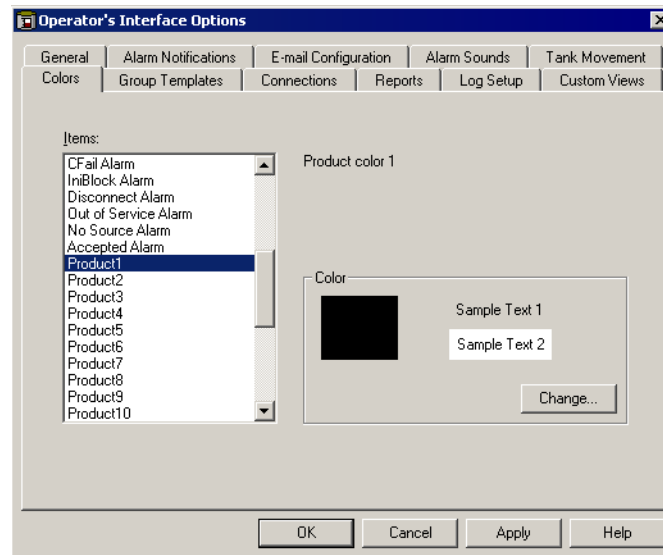 Operator's Interface Options
General Alarm Notifications E-mail Configuration Alarm Sounds Tank Movement
Colors Group Templates Connections Reports Log Setup Custom Views
Items:
CFail Alarm
IniBlock Alarm
Disconnect Alarm
Out of Service Alarm
No Source Alarm
Accepted Alarm
Product1
Product2
Product3
Product4
Product5
Product6
Product7
Product8
Product9
Product10
Product color 1
Color
Sample Text 1
Sample Text 2
Change...
OK Cancel Apply Help